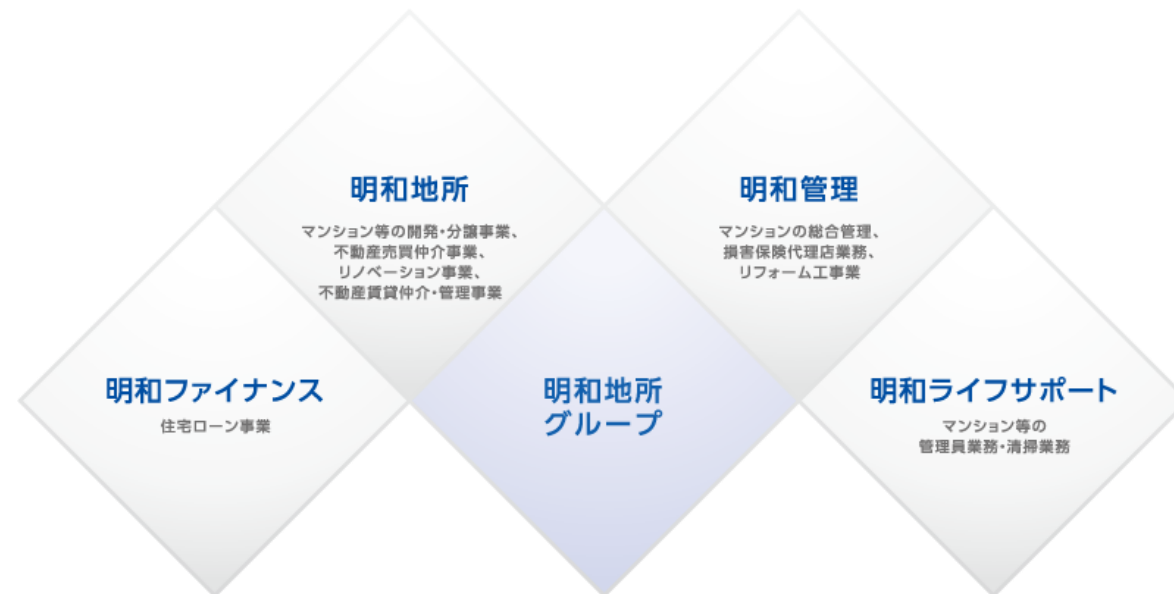 明和地所
マンション等の開発・分譲事業、
不動産売買仲介事業、
リノベーション事業、
不動産賃貸仲介・管理事業
明和管理
マンションの総合管理、
損害保険代理店業務、
リフォーム工事業
明和ファイナンス
住宅ローン事業
明和地所
グループ
明和ライフサポート
マンション等の
管理員業務・清掃業務